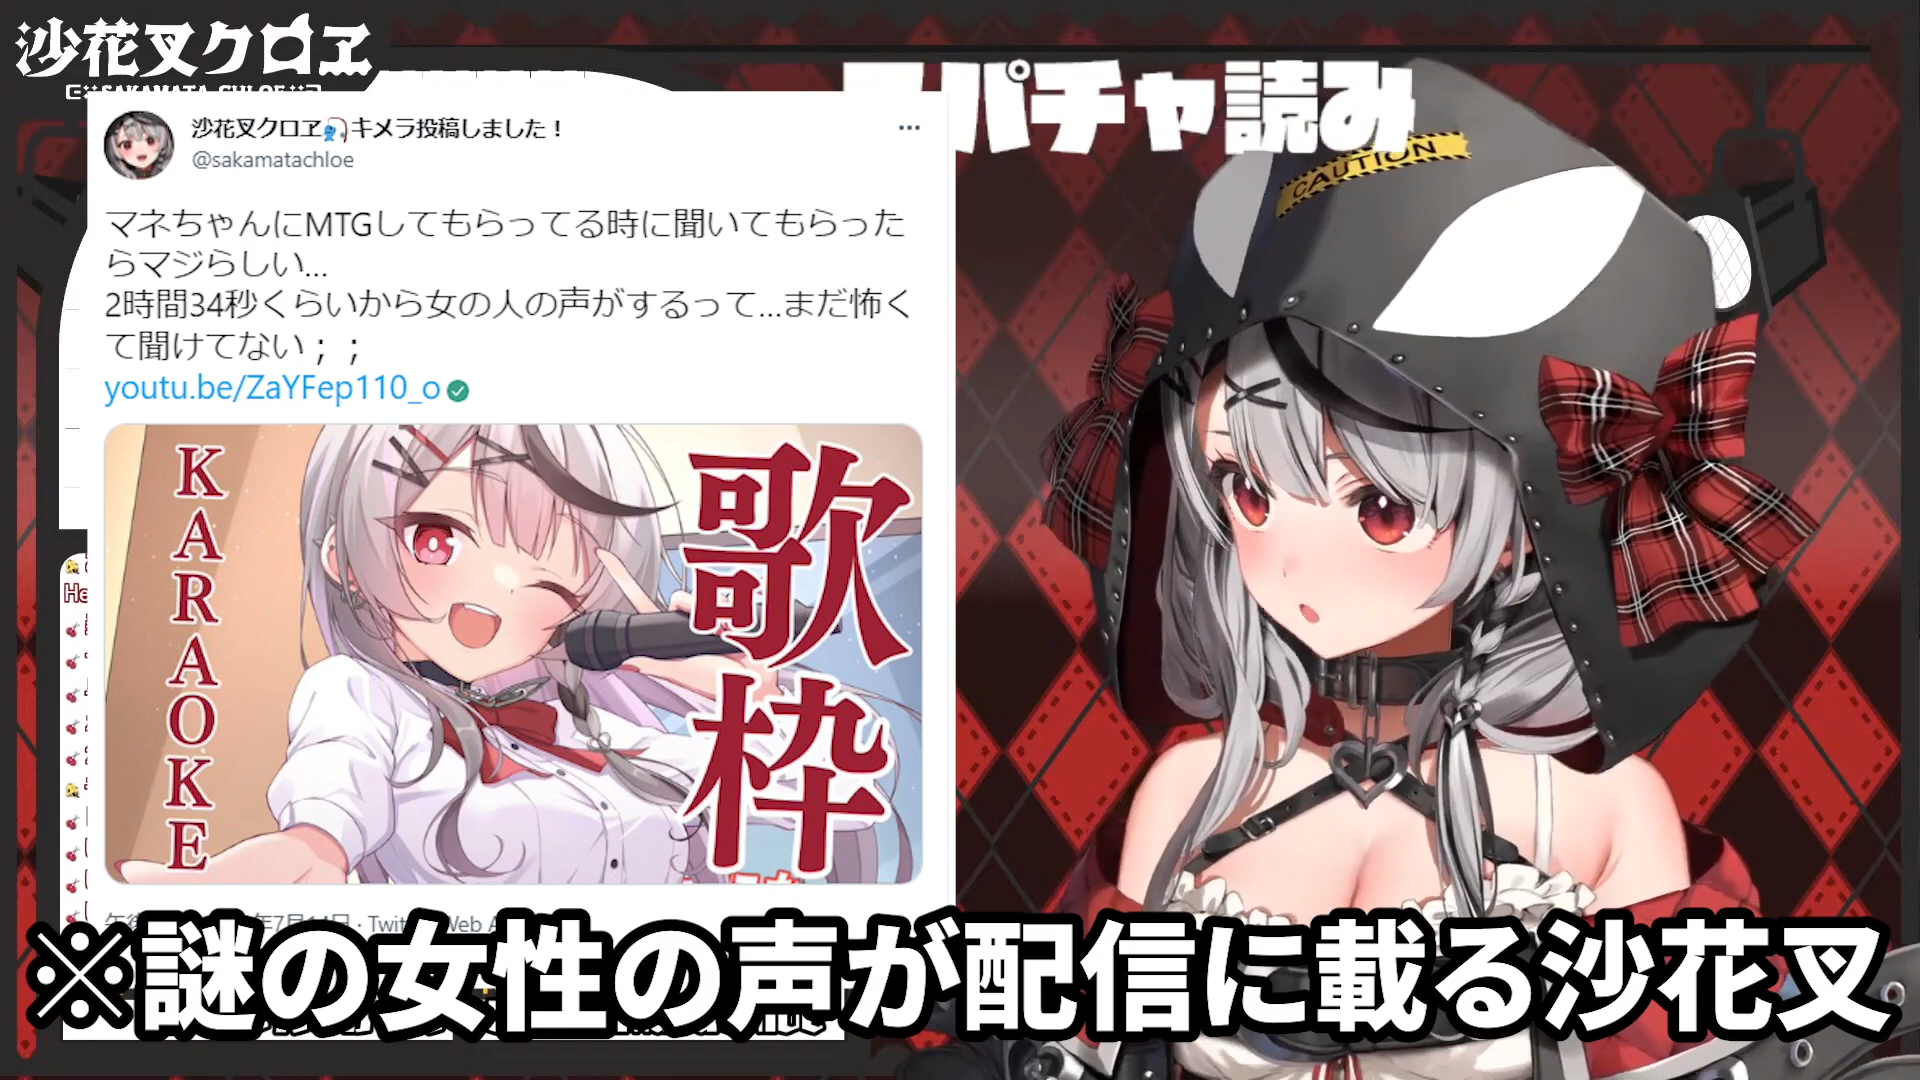 沙花叉クロヱ
SAKAMATA CHLOE
パチャ読み
CAUTION
沙花叉クロヱ🎣キメラ投稿しました！
@sakamatachloe
マネちゃんにMTGしてもらってる時に聞いてもらった
らマジらしい...
2時間34秒くらいから女の人の声がするって...まだ怖く
て聞けてない；；
youtu.be/ZaYFep110_o
KARAOKE
歌枠
※謎の女性の声が配信に載る沙花叉